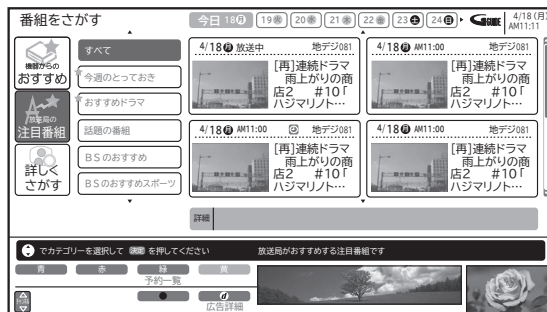 番組をさがす
今日 18月 19火 20水 21木 22金 23土 24日 G GUIDE 4/18(月)
AM11:11
機器からの
おすすめ
放送局の
注目番組
詳しく
さがす
すべて
今週のとっておき
おすすめドラマ
話題の番組
BSのおすすめ
BSのおすすめスポーツ
4/18月 放送中 地デジ081
[再]連続ドラマ
雨上がりの商
店2 #10「
ハジマリノト…
4/18月 AM11:00 地デジ081
[再]連続ドラマ
雨上がりの商
店2 #10「
ハジマリノト…
4/18月 AM11:00 地デジ081
[再]連続ドラマ
雨上がりの商
店2 #10「
ハジマリノト…
4/18月 AM11:00 地デジ081
[再]連続ドラマ
雨上がりの商
店2 #10「
ハジマリノト…
詳細
でカテゴリーを選択して 決定 を押してください 放送局がおすすめする注目番組です
青 赤 緑 黄
予約一覧
d
広告詳細